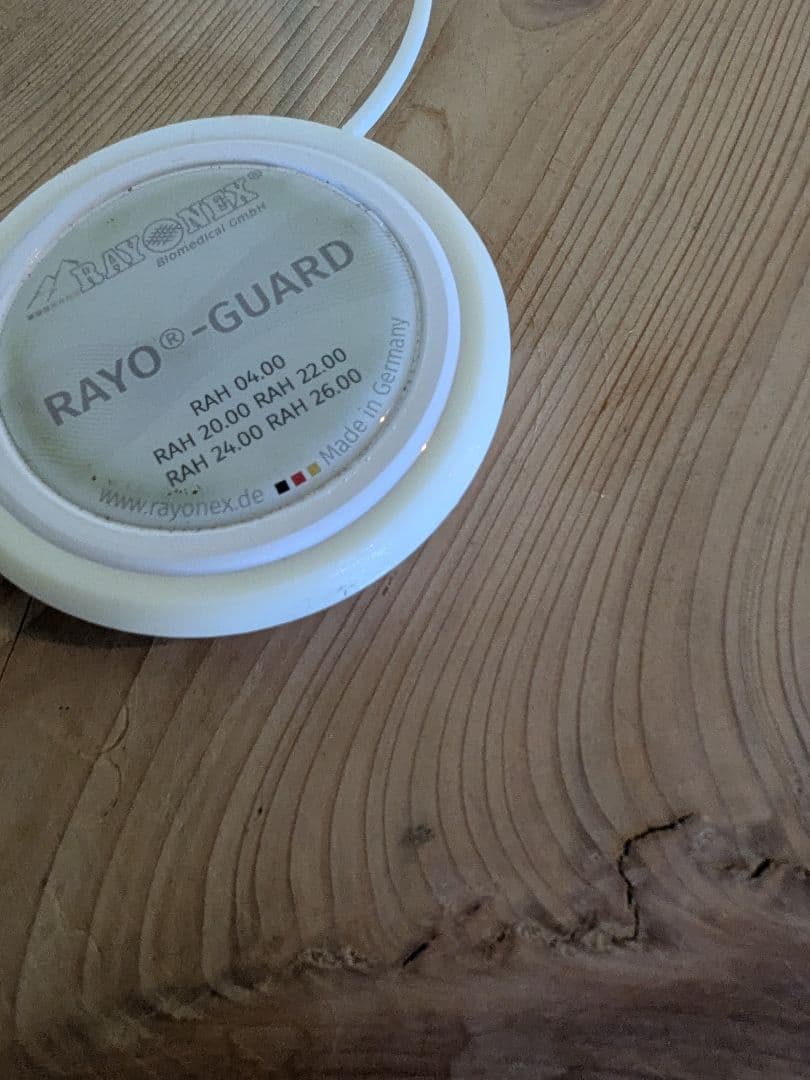 RAYONEX®
Biomedical GmbH
RAYO®-GUARD
RAH 04.00
RAH 20.00 RAH 22.00
RAH 24.00 RAH 26.00
www.rayonex.de
Made in Germany